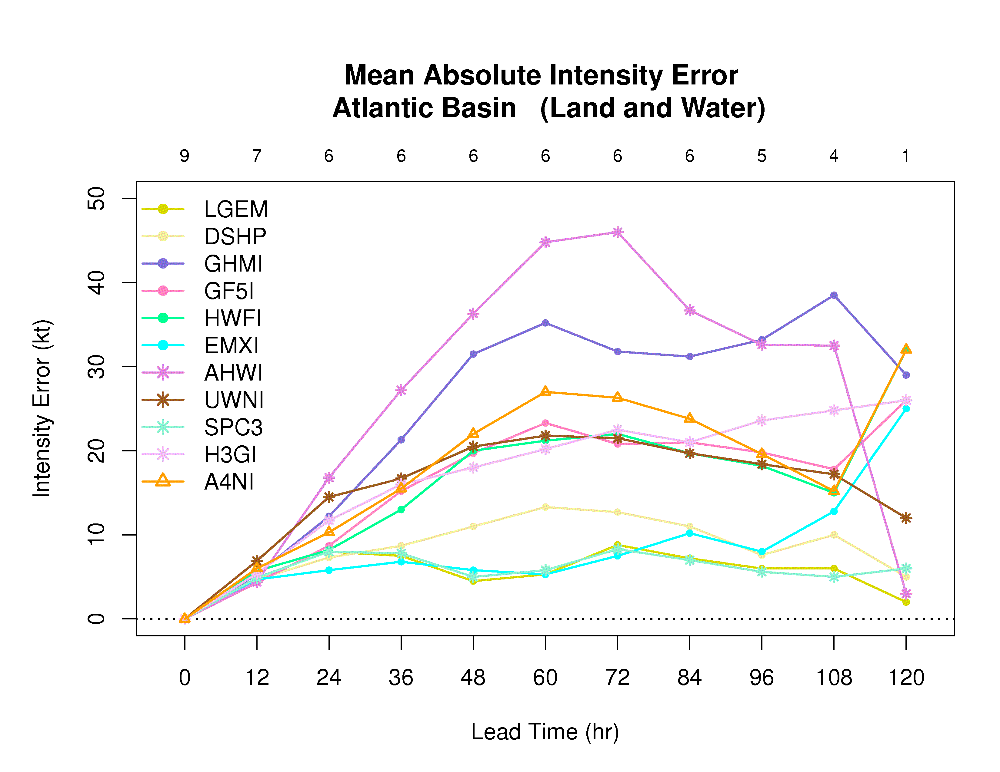 Mean Absolute Intensity Error
Atlantic Basin (Land and Water)
9 7 6 6 6 6 6 6 5 4 1
50
40
30
20
10
0
Intensity Error (kt)
LGEM
DSHP
GHMI
GF5I
HWFI
EMXI
AHWI
UWNI
SPC3
H3GI
A4NI
0 12 24 36 48 60 72 84 96 108 120
Lead Time (hr)